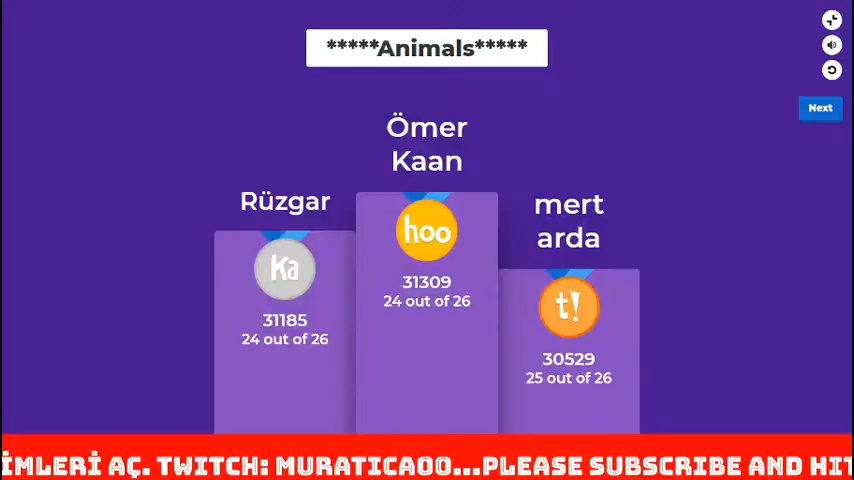 *****Animals*****
Next
Ömer
Kaan
Rüzgar
mert
arda
hoo
Ka
t!
31309
24 out of 26
31185
24 out of 26
30529
25 out of 26
İMLERİ AÇ. TWITCH: MURATICA00...PLEASE SUBSCRIBE AND HIT